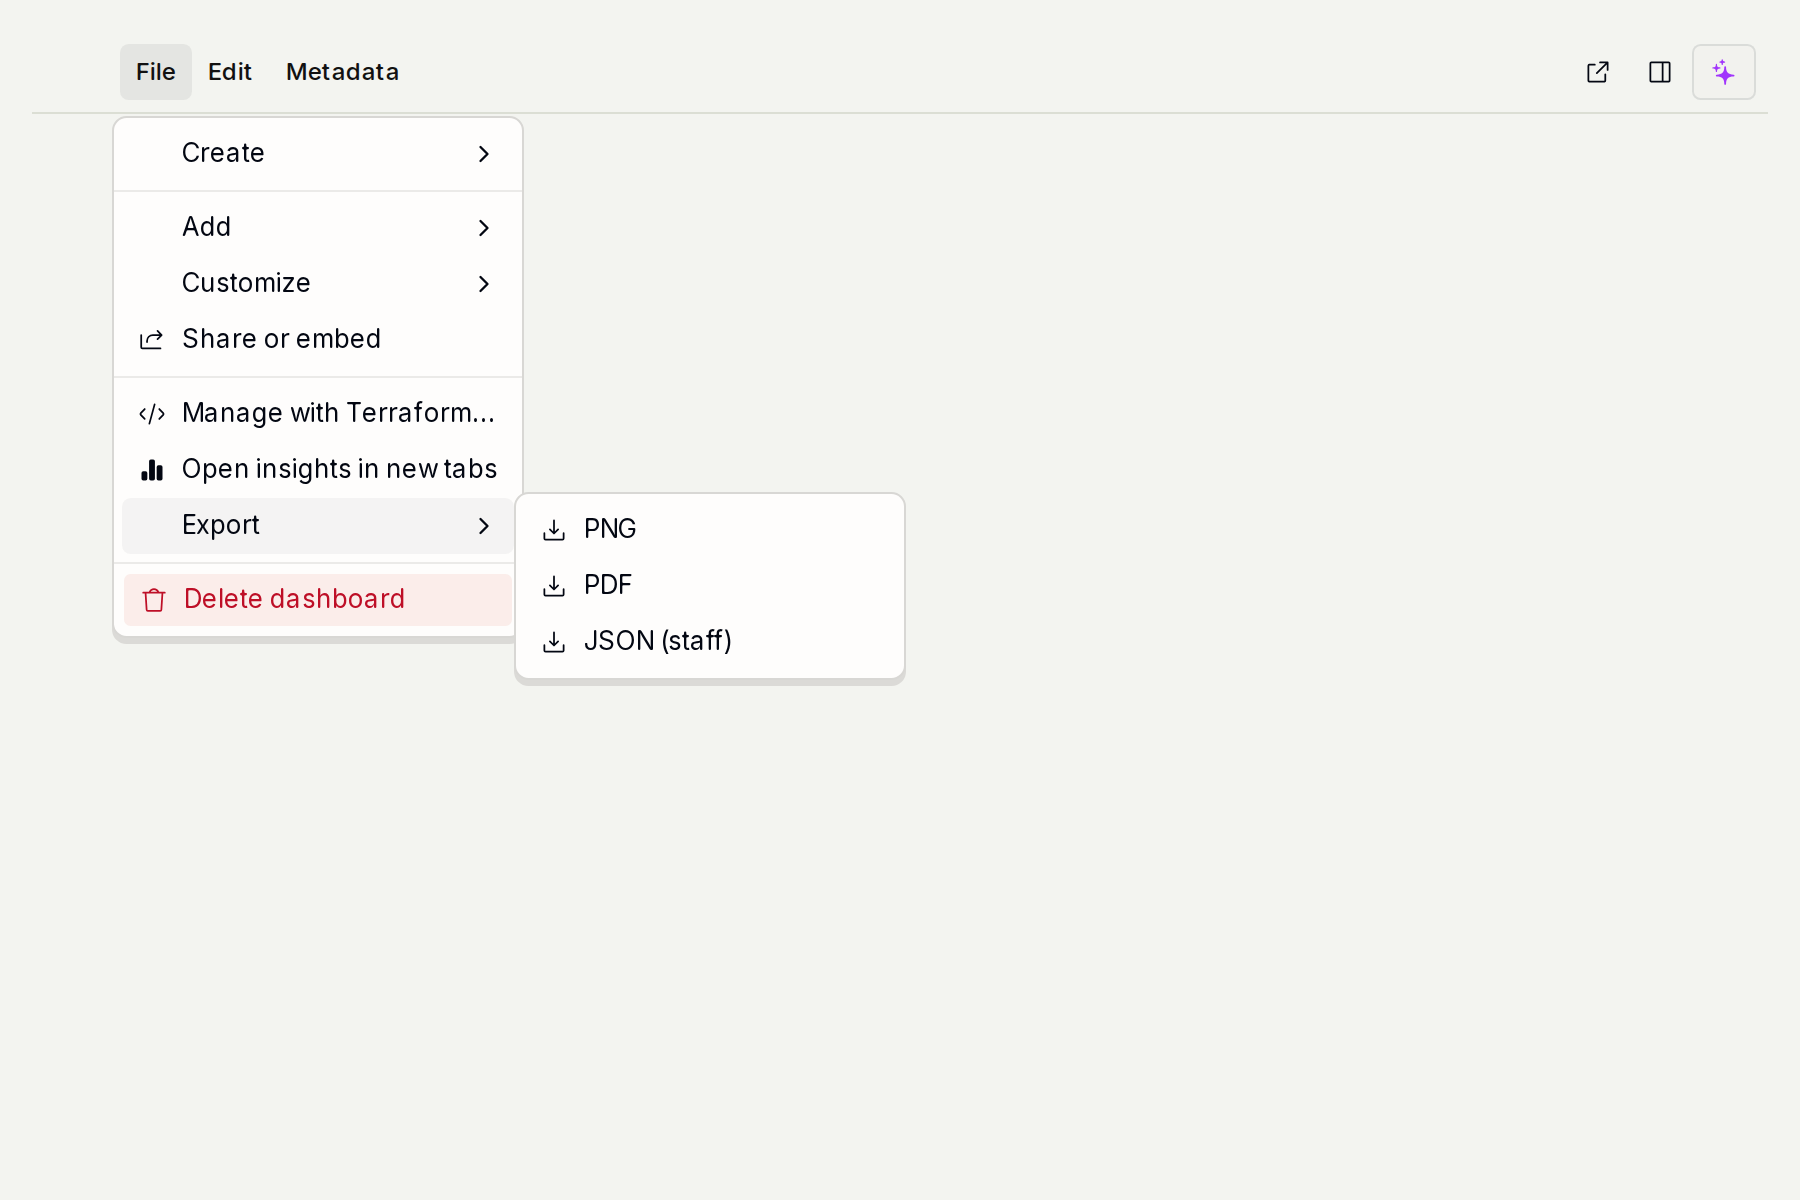 File Edit Metadata
Create
Add
Customize
Share or embed
Manage with Terraform...
Open insights in new tabs
Export
PNG
PDF
JSON (staff)
Delete dashboard